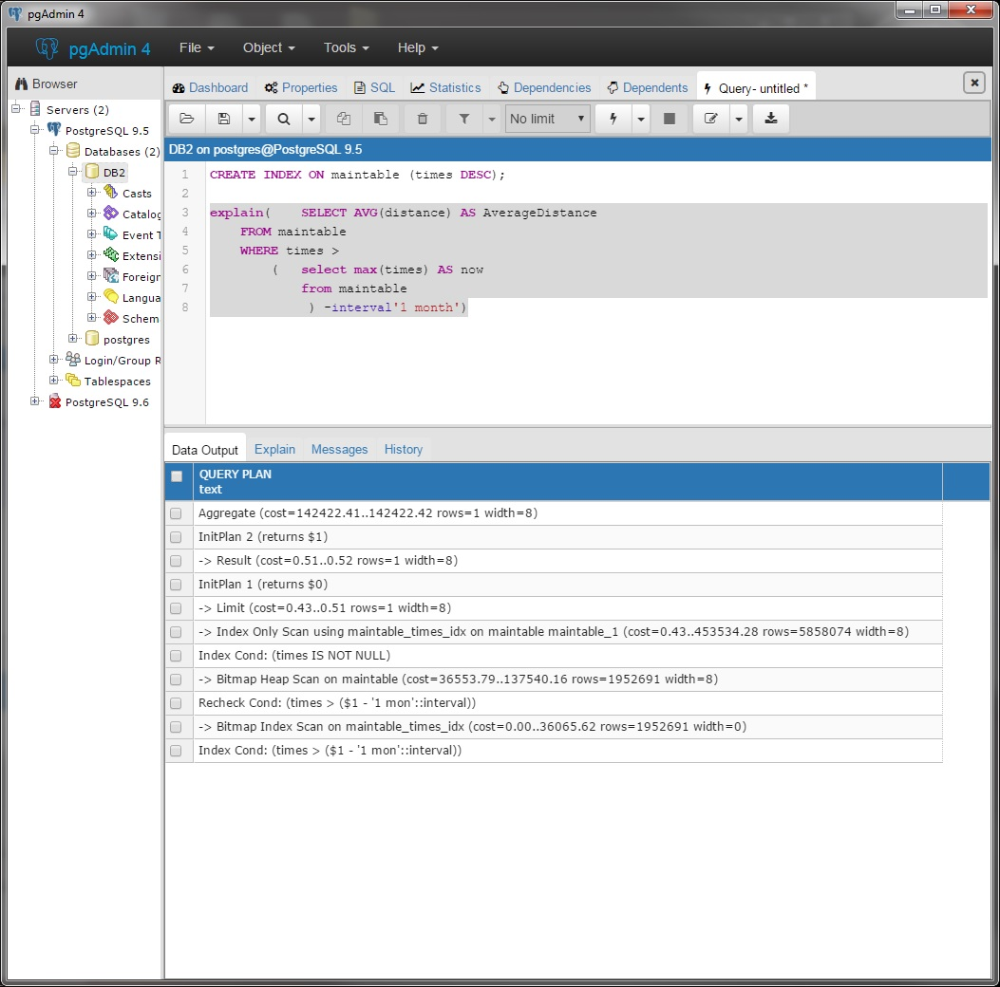 pgAdmin 4
pgAdmin 4 File Object Tools Help
Browser
Servers (2)
PostgreSQL 9.5
Databases (2)
DB2
Casts
Catalog
Event T
Extensi
Foreign
Langua
Schem
postgres
Login/Group R
Tablespaces
PostgreSQL 9.6
Dashboard Properties SQL Statistics Dependencies Dependents Query- untitled *
No limit
DB2 on postgres@PostgreSQL 9.5
1 CREATE INDEX ON maintable (times DESC);
2
3 explain( SELECT AVG(distance) AS AverageDistance
4 FROM maintable
5 WHERE times >
6 ( select max(times) AS now
7 from maintable
8 ) -interval'1 month')
Data Output Explain Messages History
QUERY PLAN
text
Aggregate (cost=142422.41..142422.42 rows=1 width=8)
InitPlan 2 (returns $1)
-> Result (cost=0.51..0.52 rows=1 width=8)
InitPlan 1 (returns $0)
-> Limit (cost=0.43..0.51 rows=1 width=8)
-> Index Only Scan using maintable_times_idx on maintable maintable_1 (cost=0.43..453534.28 rows=5858074 width=8)
Index Cond: (times IS NOT NULL)
-> Bitmap Heap Scan on maintable (cost=36553.79..137540.16 rows=1952691 width=8)
Recheck Cond: (times > ($1 - '1 mon'::interval))
-> Bitmap Index Scan on maintable_times_idx (cost=0.00..36065.62 rows=1952691 width=0)
Index Cond: (times > ($1 - '1 mon'::interval))